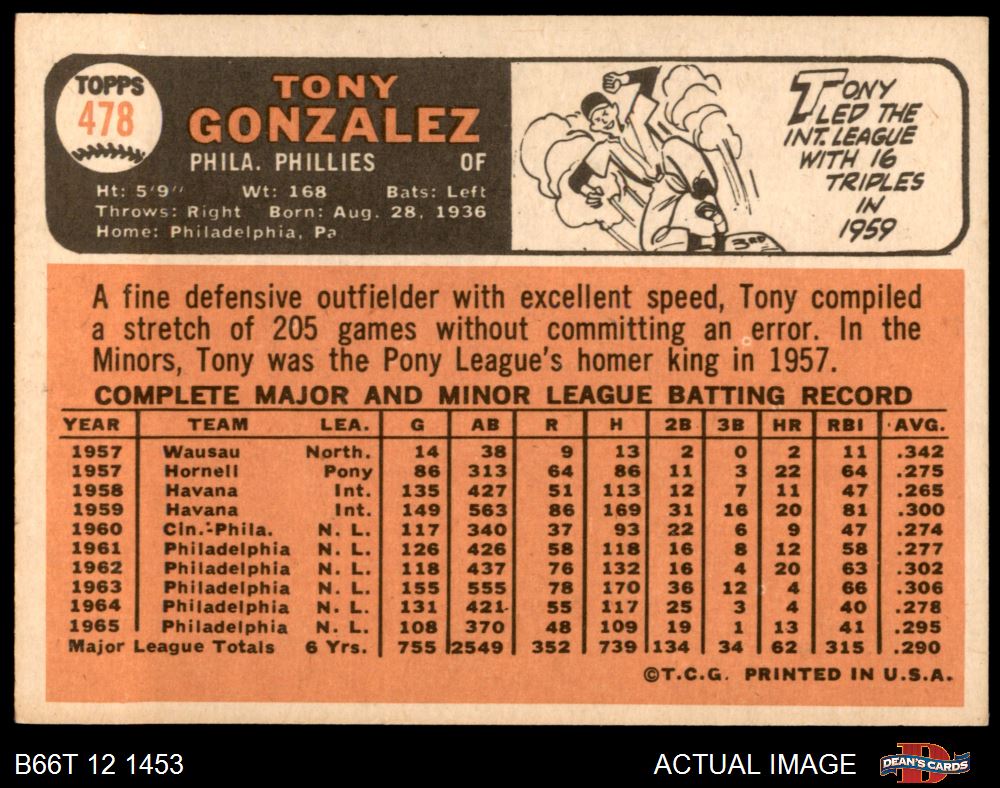 TOPPS
478
TONY
GONZALEZ
PHILA. PHILLIES OF
Ht: 5'9" Wt: 168 Bats: Left
Throws: Right Born: Aug. 28, 1936
Home: Philadelphia, Pa
TONY
LED THE
INT. LEAGUE
WITH 16
TRIPLES
IN
1959
3RD
A fine defensive outfielder with excellent speed, Tony compiled
a stretch of 205 games without committing an error. In the
Minors, Tony was the Pony League's homer king in 1957.
COMPLETE MAJOR AND MINOR LEAGUE BATTING RECORD
YEAR TEAM LEA. G AB R H 2B 3B HR RBI AVG.
1957 Wausau North. 14 38 9 13 2 0 2 11 .342
1957 Hornell Pony 86 313 64 86 11 3 22 64 .275
1958 Havana Int. 135 427 51 113 12 7 11 47 .265
1959 Havana Int. 149 563 86 169 31 16 20 81 .300
1960 Cin.-Phila. N. L. 117 340 37 93 22 6 9 47 .274
1961 Philadelphia N. L. 126 426 58 118 16 8 12 58 .277
1962 Philadelphia N. L. 118 437 76 132 16 4 20 63 .302
1963 Philadelphia N. L. 155 555 78 170 36 12 4 66 .306
1964 Philadelphia N. L. 131 421 55 117 25 3 4 40 .278
1965 Philadelphia N. L. 108 370 48 109 19 1 13 41 .295
Major League Totals 6 Yrs. 755 2549 352 739 134 34 62 315 .290
©T.C.G. PRINTED IN U.S.A.
B66T 12 1453
ACTUAL IMAGE
D
DEAN'S CARDS